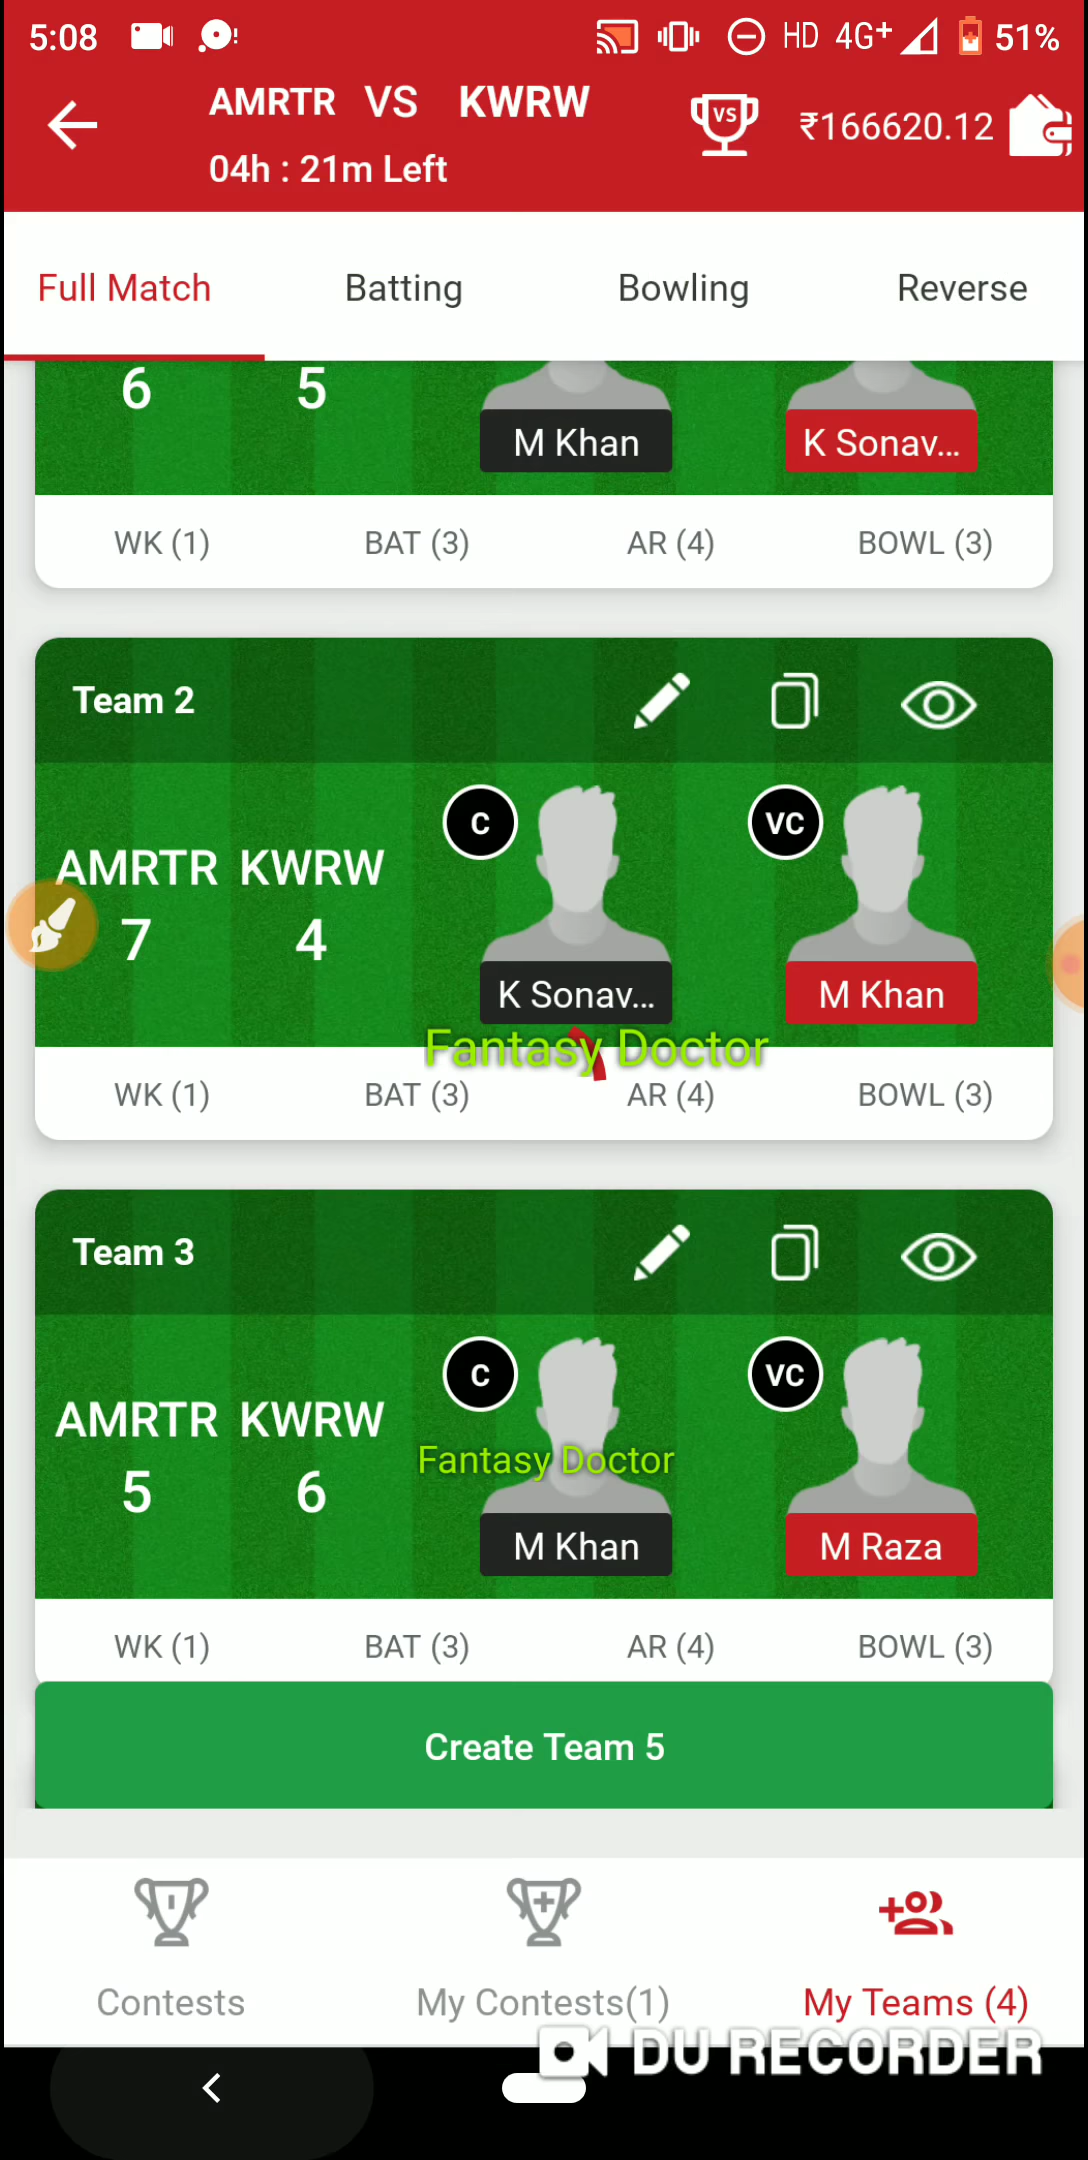 5:08 HD 4G+ 51%
AMRTR VS KWRW
04h : 21m Left
VS
₹166620.12
Full Match Batting Bowling Reverse
6 5
M Khan K Sonav...
WK (1) BAT (3) AR (4) BOWL (3)
Team 2
C VC
AMRTR KWRW
7 4
K Sonav... M Khan
Fantasy Doctor
WK (1) BAT (3) AR (4) BOWL (3)
Team 3
C VC
AMRTR KWRW
Fantasy Doctor
5 6
M Khan M Raza
WK (1) BAT (3) AR (4) BOWL (3)
Create Team 5
Contests My Contests(1) My Teams (4)
DU RECORDER